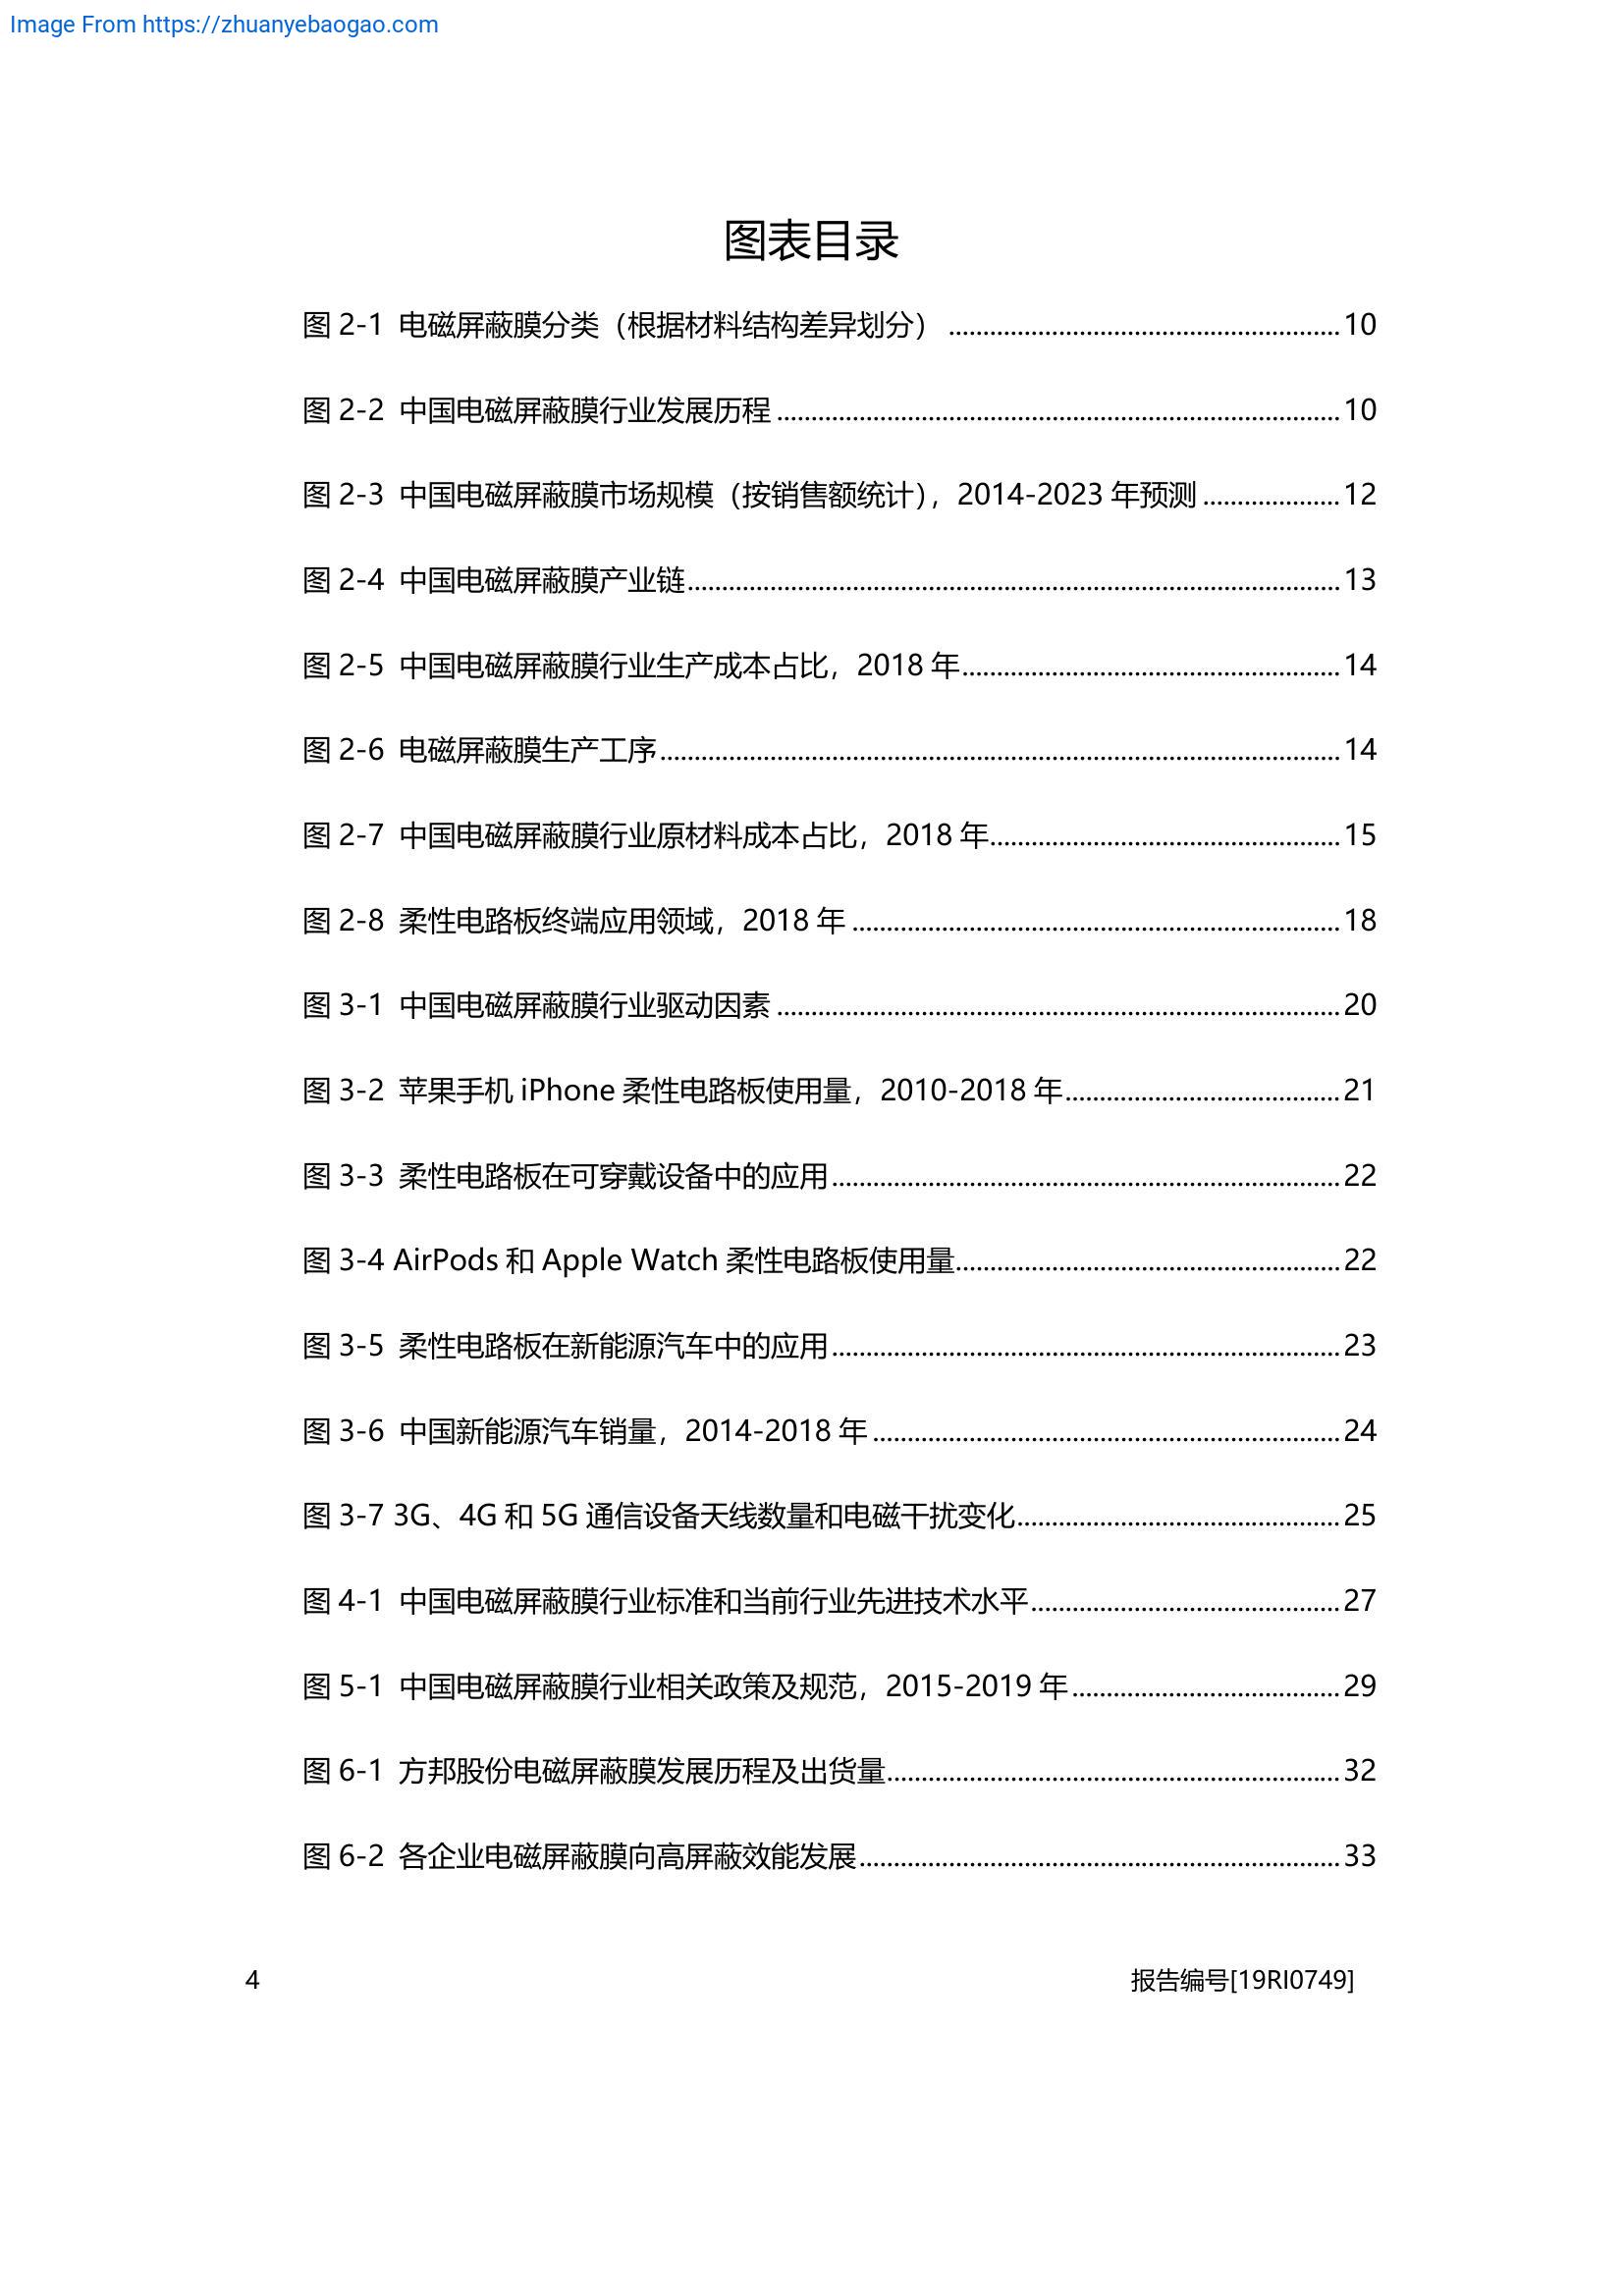 Image From https://zhuanyebaogao.com
图表目录
图 2-1 电磁屏蔽膜分类（根据材料结构差异划分） ........................................................ 10
图 2-2 中国电磁屏蔽膜行业发展历程 ................................................................................. 10
图 2-3 中国电磁屏蔽膜市场规模（按销售额统计），2014-2023 年预测 .................... 12
图 2-4 中国电磁屏蔽膜产业链.............................................................................................. 13
图 2-5 中国电磁屏蔽膜行业生产成本占比，2018 年....................................................... 14
图 2-6 电磁屏蔽膜生产工序.................................................................................................. 14
图 2-7 中国电磁屏蔽膜行业原材料成本占比，2018 年................................................... 15
图 2-8 柔性电路板终端应用领域，2018 年 ...................................................................... 18
图 3-1 中国电磁屏蔽膜行业驱动因素 ................................................................................. 20
图 3-2 苹果手机 iPhone 柔性电路板使用量，2010-2018 年........................................ 21
图 3-3 柔性电路板在可穿戴设备中的应用.......................................................................... 22
图 3-4 AirPods 和 Apple Watch 柔性电路板使用量........................................................ 22
图 3-5 柔性电路板在新能源汽车中的应用.......................................................................... 23
图 3-6 中国新能源汽车销量，2014-2018 年 .................................................................... 24
图 3-7 3G、4G 和 5G 通信设备天线数量和电磁干扰变化............................................... 25
图 4-1 中国电磁屏蔽膜行业标准和当前行业先进技术水平............................................. 27
图 5-1 中国电磁屏蔽膜行业相关政策及规范，2015-2019 年....................................... 29
图 6-1 方邦股份电磁屏蔽膜发展历程及出货量.................................................................. 32
图 6-2 各企业电磁屏蔽膜向高屏蔽效能发展...................................................................... 33
4
报告编号[19RI0749]